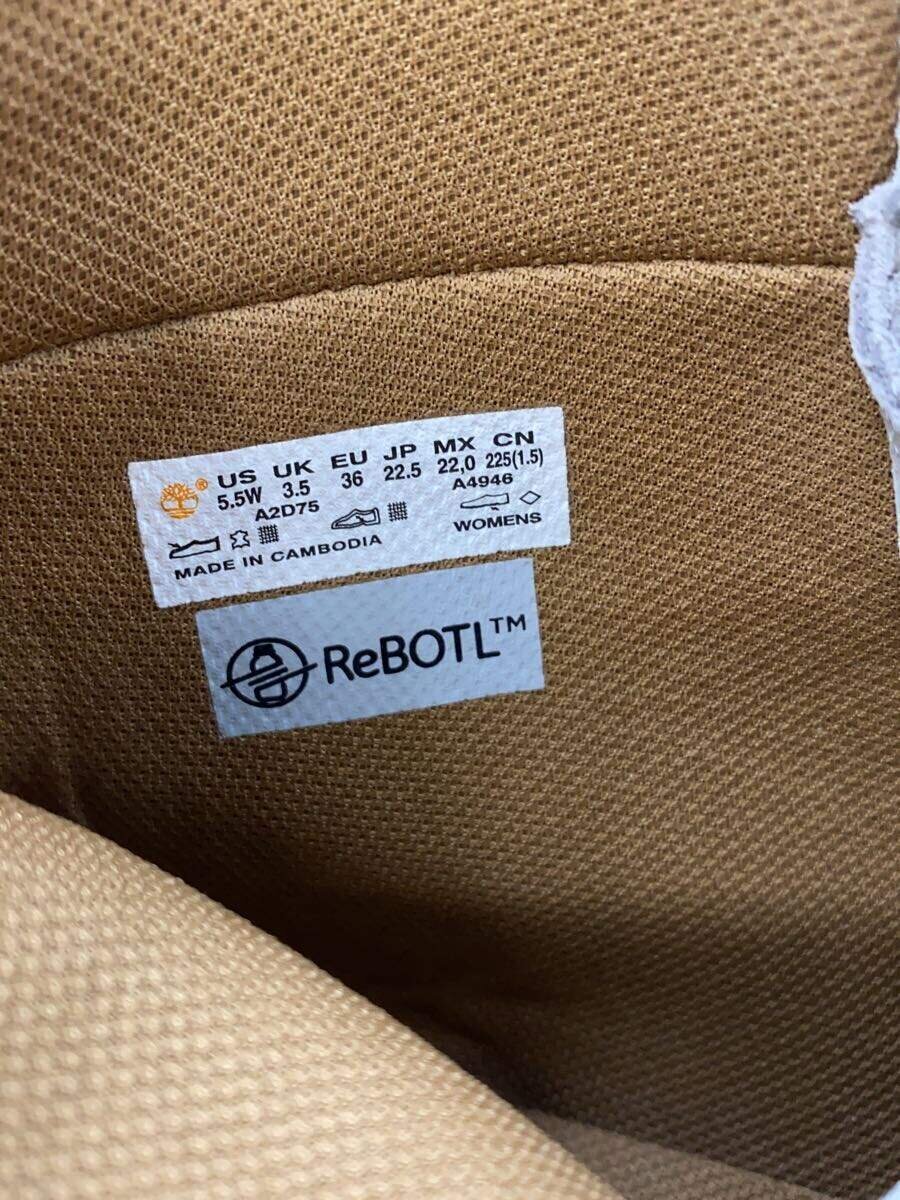 ® US UK EU JP MX CN
5.5W 3.5 36 22.5 22,0 225(1.5)
A2D75 A4946
WOMENS
MADE IN CAMBODIA
ReBOTL™